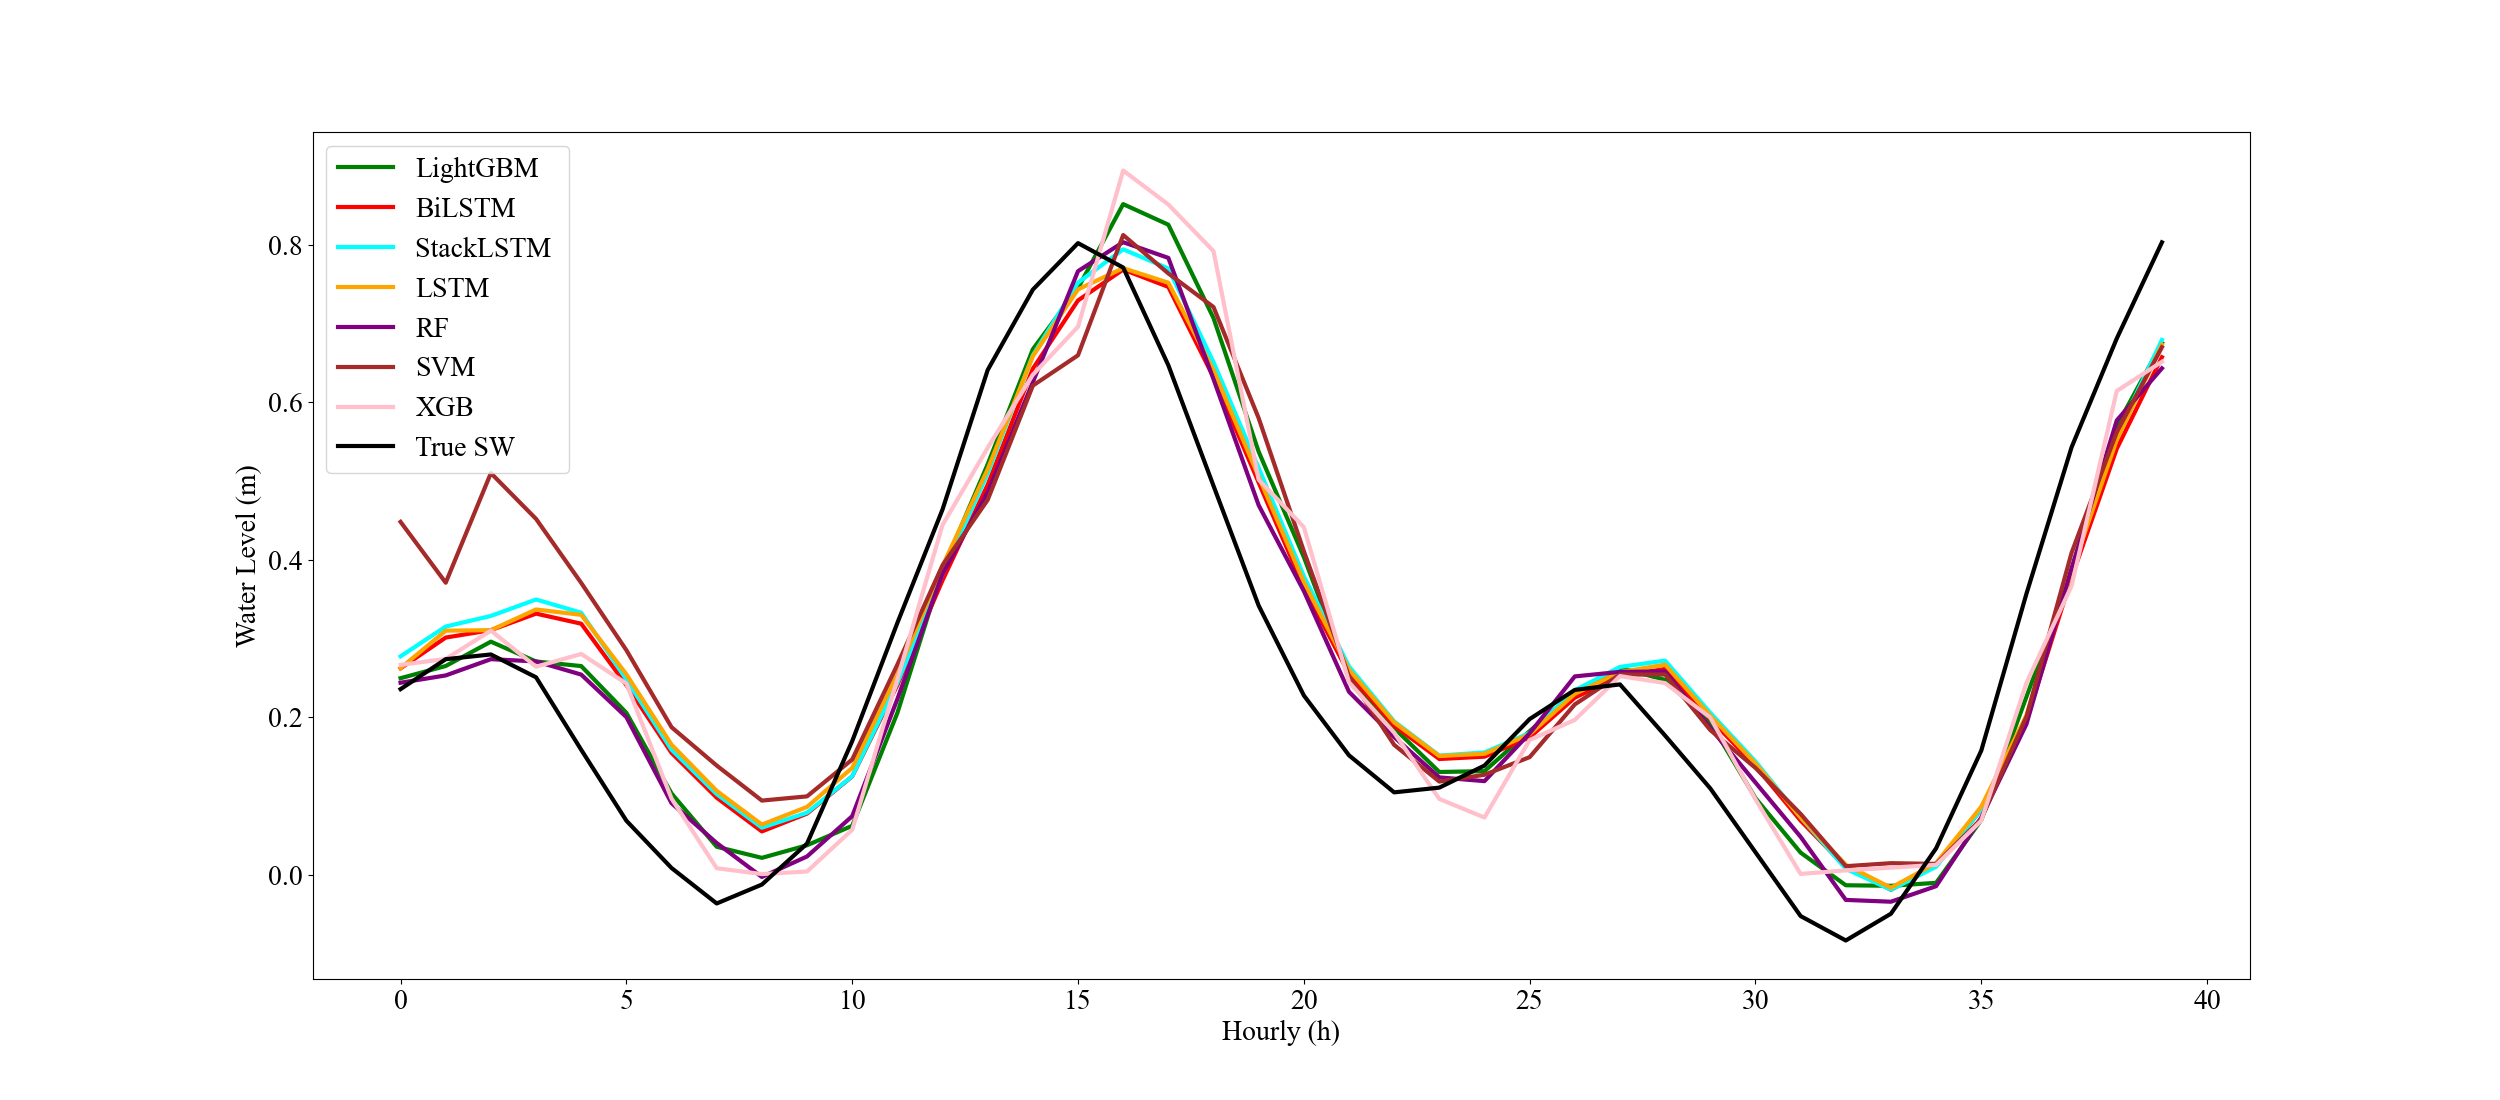 LightGBM
BiLSTM
StackLSTM
LSTM
RF
SVM
XGB
True SW
0.8
0.6
0.4
0.2
0.0
Water Level (m)
0 5 10 15 20 25 30 35 40
Hourly (h)